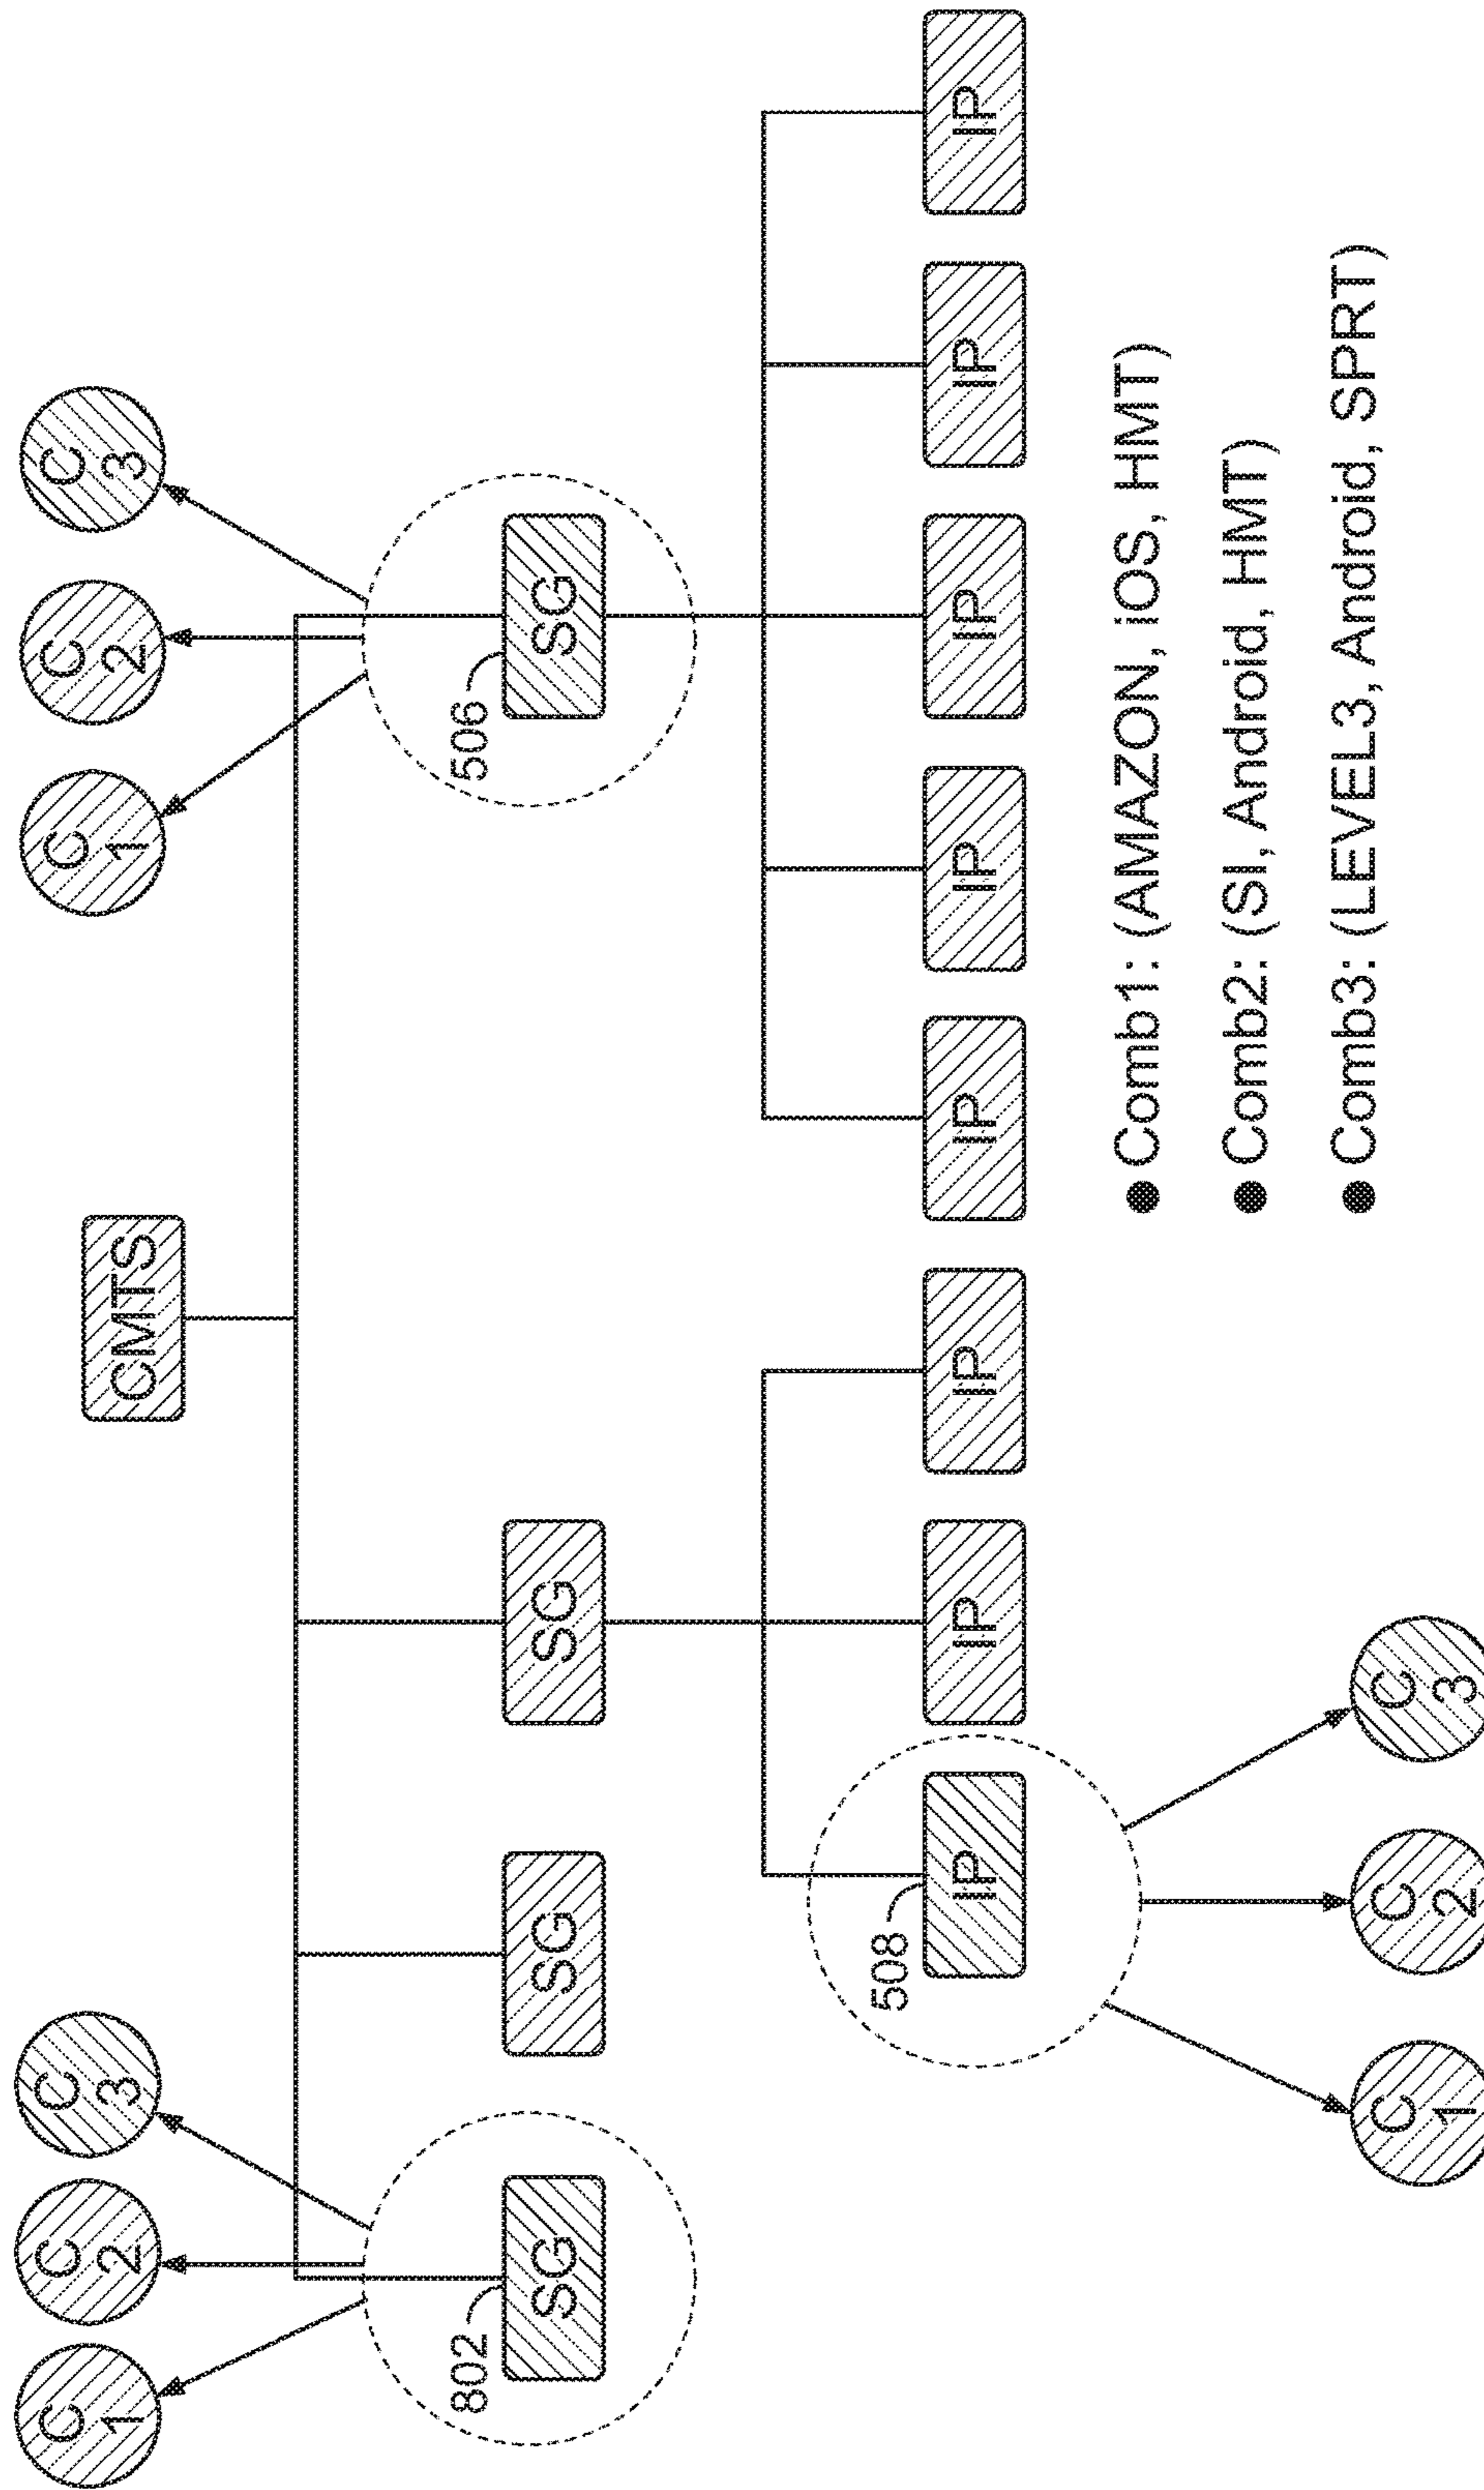 C 1
C 2
C 3
CMTS
C 1
C 2
C 3
802
SG
SG
SG
506
SG
508
IP
IP
IP
IP
IP
IP
IP
IP
C 1
C 2
C 3
● Comb1: (AMAZON, iOS, HMT)
● Comb2: (SI, Android, HMT)
● Comb3: (LEVEL3, Android, SPRT)